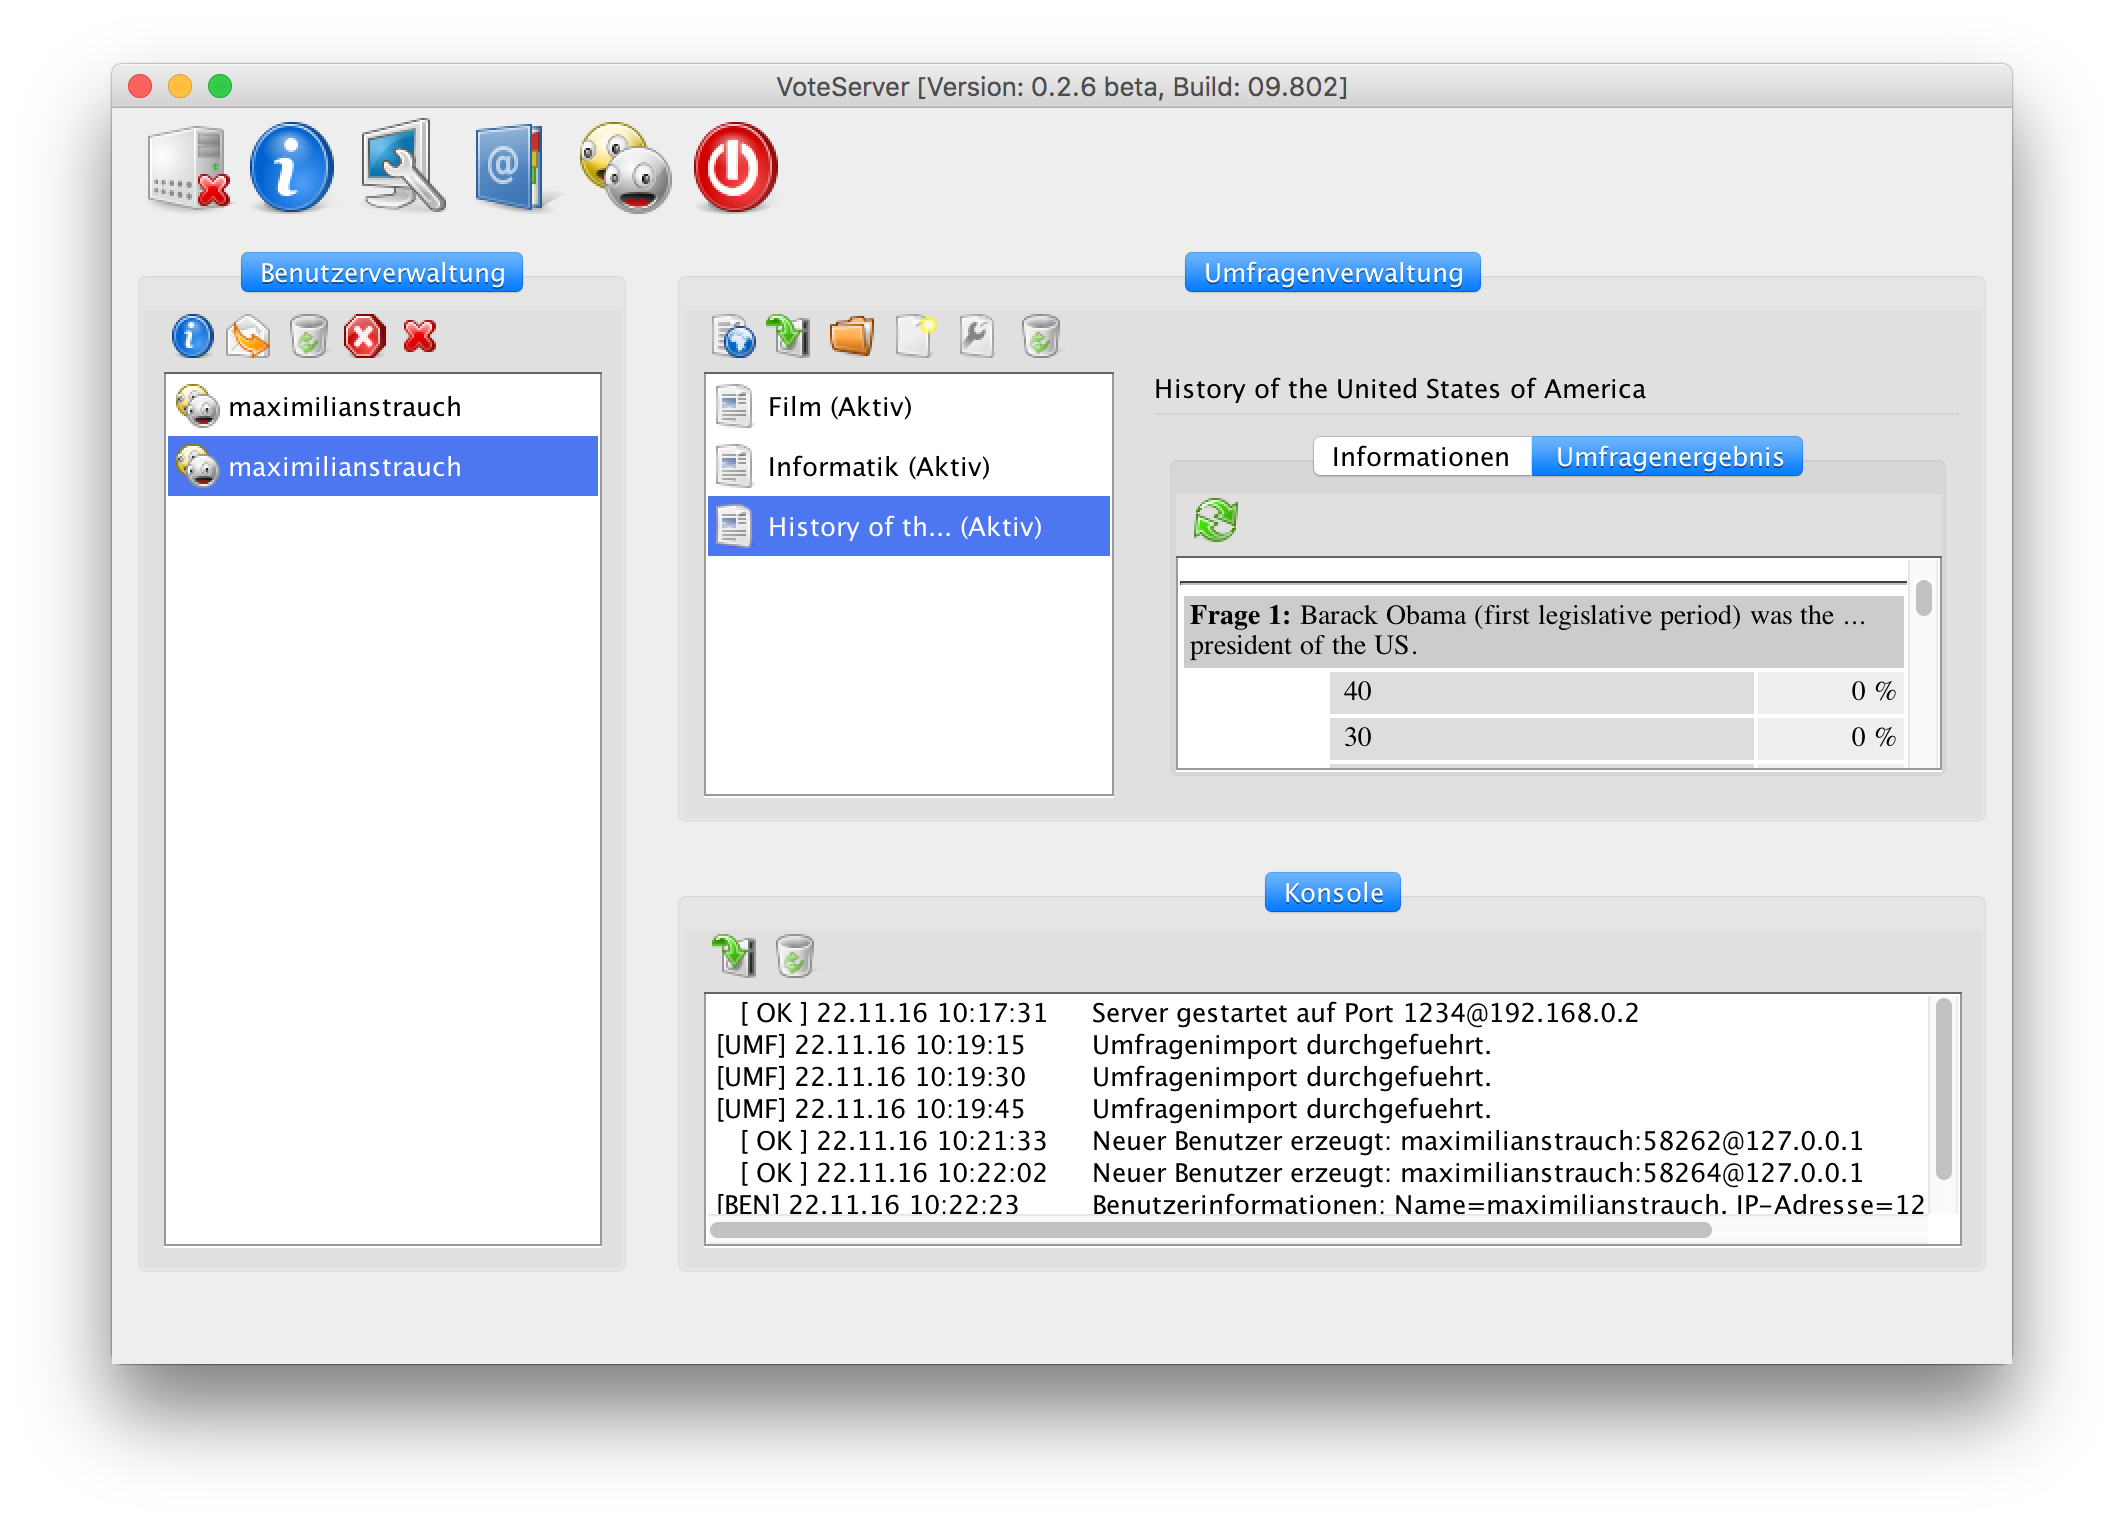 VoteServer [Version: 0.2.6 beta, Build: 09.802]
Benutzerverwaltung
maximilianstrauch
maximilianstrauch
Umfragenverwaltung
Film (Aktiv)
Informatik (Aktiv)
History of th... (Aktiv)
History of the United States of America
Informationen
Umfragenergebnis
Frage 1: Barack Obama (first legislative period) was the ...
president of the US.
40 0 %
30 0 %
Konsole
[ OK ] 22.11.16 10:17:31 Server gestartet auf Port 1234@192.168.0.2
[UMF] 22.11.16 10:19:15 Umfragenimport durchgefuehrt.
[UMF] 22.11.16 10:19:30 Umfragenimport durchgefuehrt.
[UMF] 22.11.16 10:19:45 Umfragenimport durchgefuehrt.
[ OK ] 22.11.16 10:21:33 Neuer Benutzer erzeugt: maximilianstrauch:58262@127.0.0.1
[ OK ] 22.11.16 10:22:02 Neuer Benutzer erzeugt: maximilianstrauch:58264@127.0.0.1
[BEN] 22.11.16 10:22:23 Benutzerinformationen: Name=maximilianstrauch, IP-Adresse=12